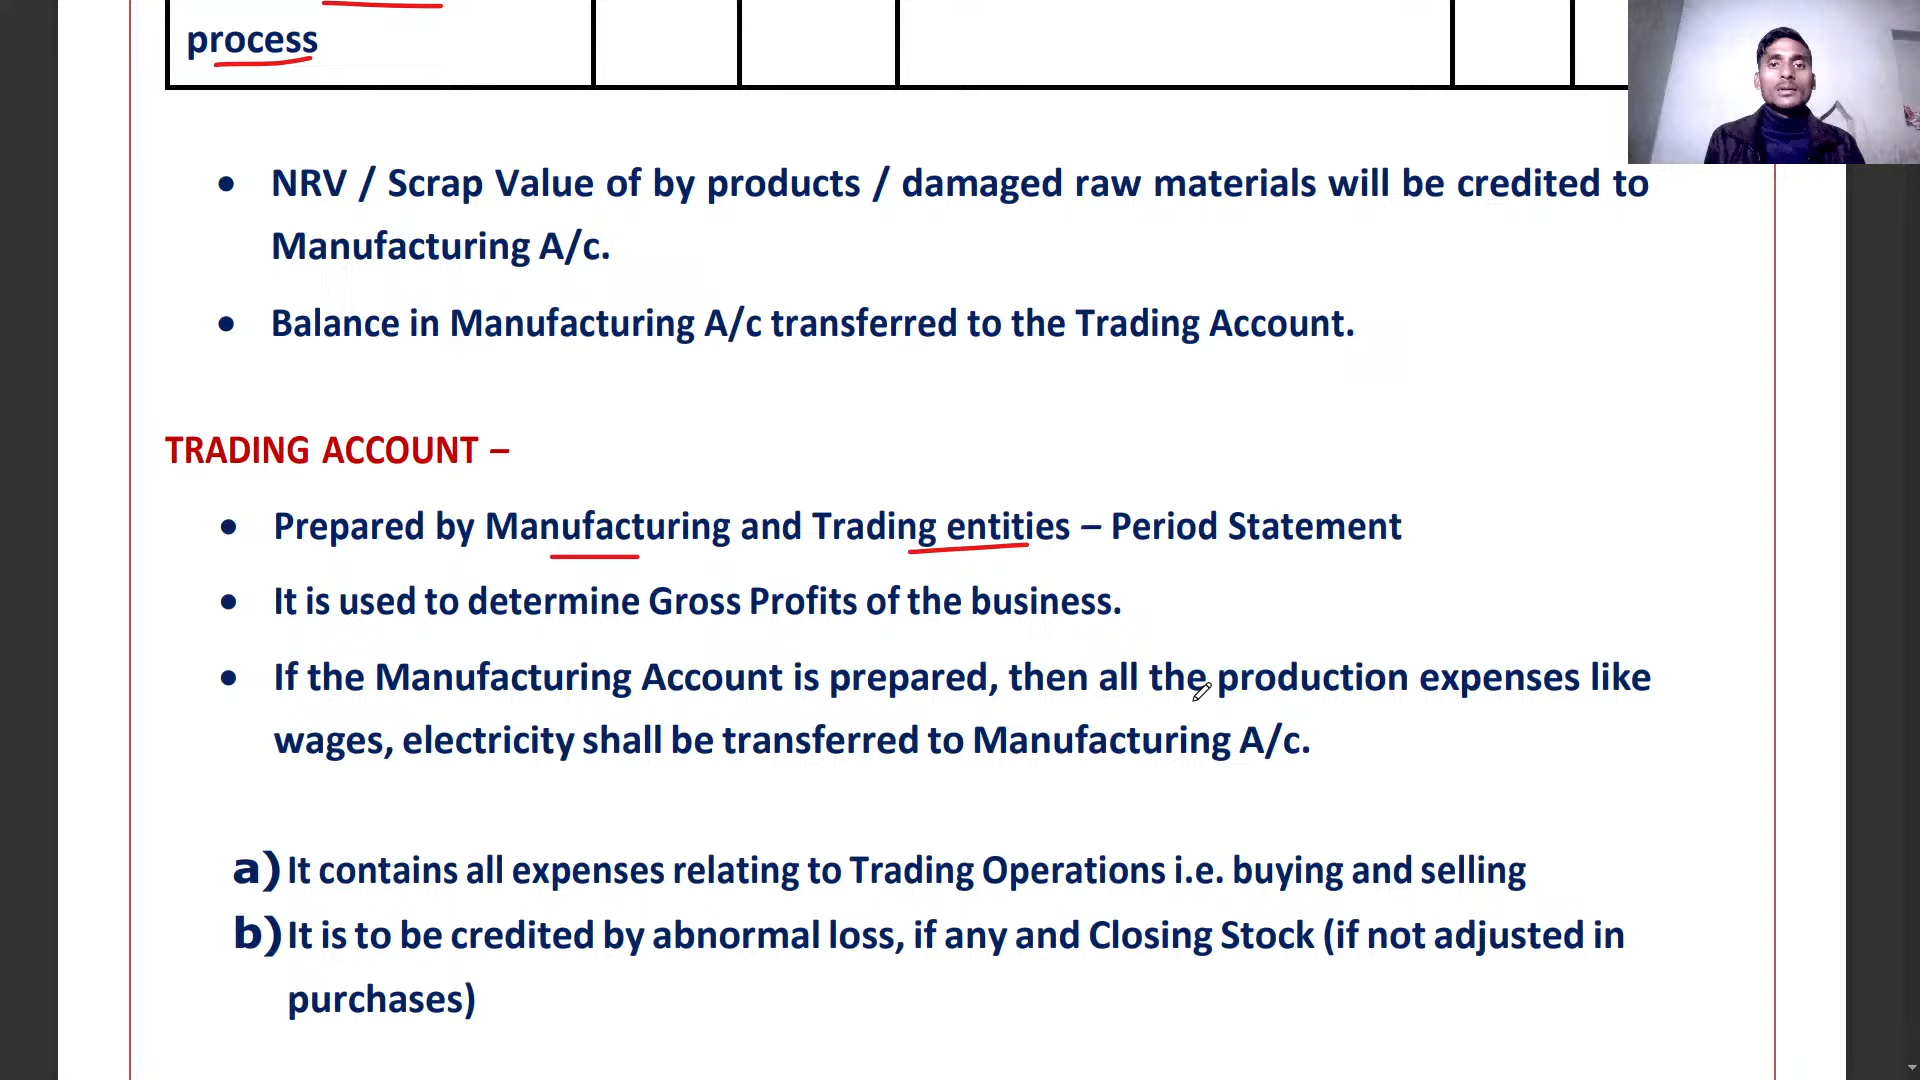 process
• NRV / Scrap Value of by products / damaged raw materials will be credited to
Manufacturing A/c.
• Balance in Manufacturing A/c transferred to the Trading Account.
TRADING ACCOUNT –
• Prepared by Manufacturing and Trading entities – Period Statement
• It is used to determine Gross Profits of the business.
• If the Manufacturing Account is prepared, then all the production expenses like
wages, electricity shall be transferred to Manufacturing A/c.
a) It contains all expenses relating to Trading Operations i.e. buying and selling
b) It is to be credited by abnormal loss, if any and Closing Stock (if not adjusted in
purchases)